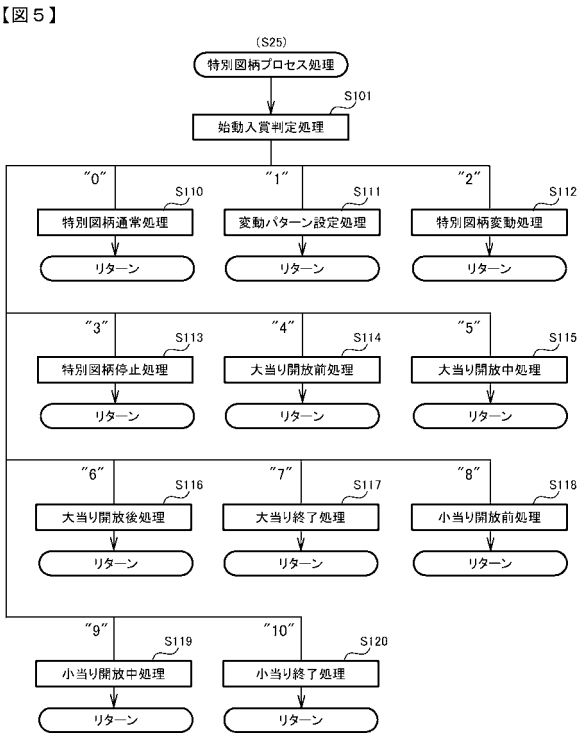 【図5】
(S25)
特別図柄プロセス処理
S101
始動入賞判定処理
"0" "1" "2"
S110 S111 S112
特別図柄通常処理 変動パターン設定処理 特別図柄変動処理
リターン リターン リターン
"3" "4" "5"
S113 S114 S115
特別図柄停止処理 大当り開放前処理 大当り開放中処理
リターン リターン リターン
"6" "7" "8"
S116 S117 S118
大当り開放後処理 大当り終了処理 小当り開放前処理
リターン リターン リターン
"9" "10"
S119 S120
小当り開放中処理 小当り終了処理
リターン リターン